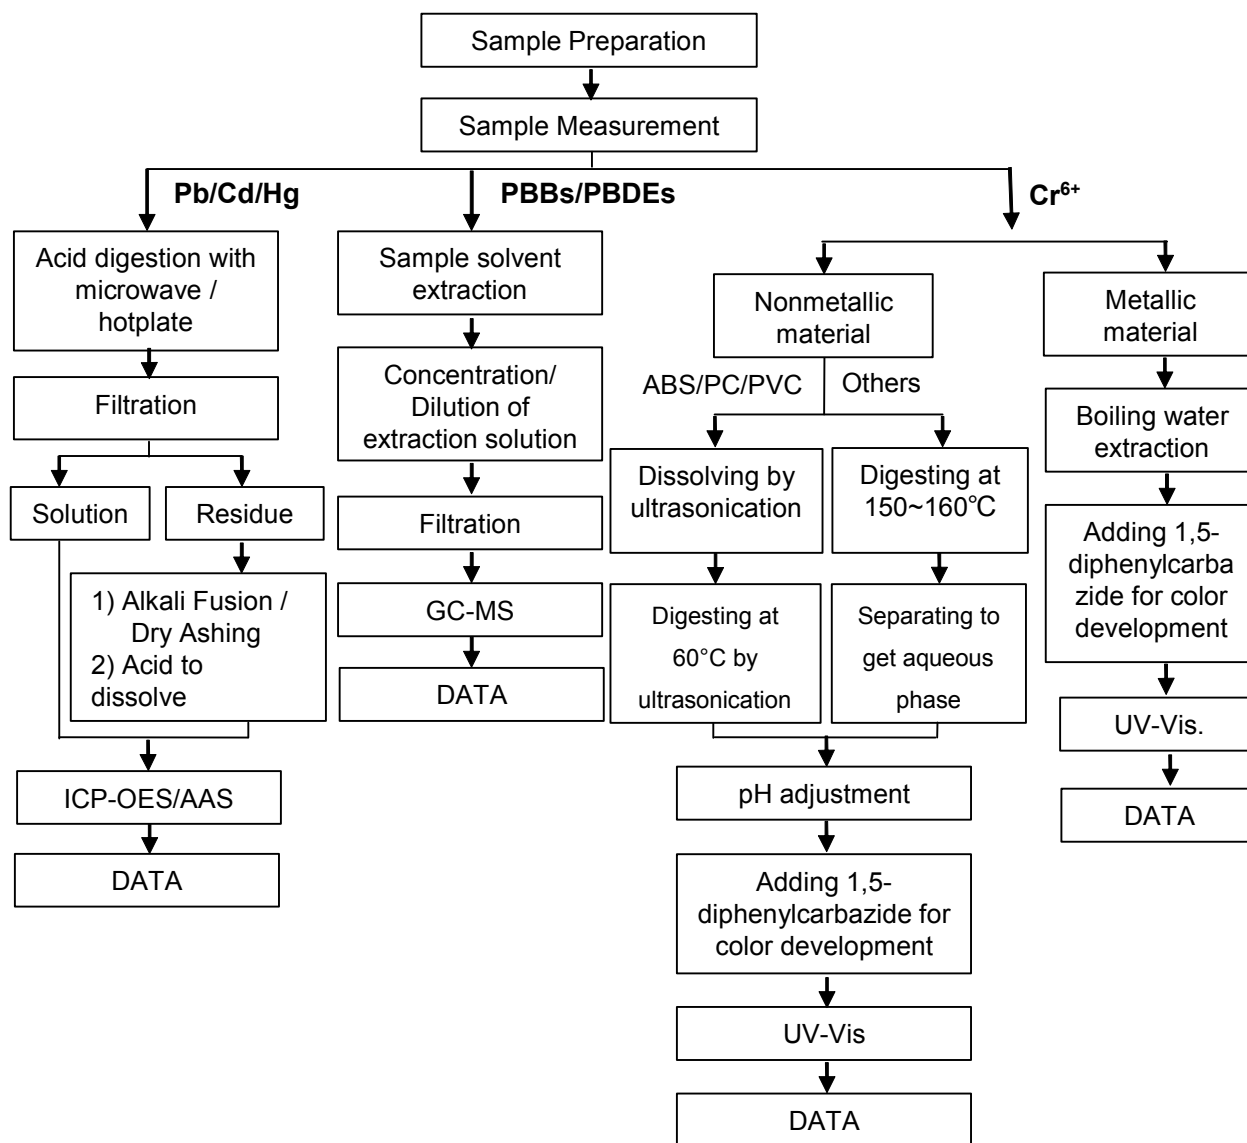 Sample Preparation
Sample Measurement
Pb/Cd/Hg
PBBs/PBDEs
Cr⁶⁺
Acid digestion with
microwave /
hotplate
Filtration
Solution
Residue
1) Alkali Fusion /
Dry Ashing
2) Acid to
dissolve
ICP-OES/AAS
DATA
Sample solvent
extraction
Concentration/
Dilution of
extraction solution
Filtration
GC-MS
DATA
Nonmetallic
material
ABS/PC/PVC
Others
Dissolving by
ultrasonication
Digesting at
60°C by
ultrasonication
Digesting at
150~160℃
Separating to
get aqueous
phase
pH adjustment
Adding 1,5-
diphenylcarbazide for
color development
UV-Vis
DATA
Metallic
material
Boiling water
extraction
Adding 1,5-
diphenylcarba
zide for color
development
UV-Vis.
DATA